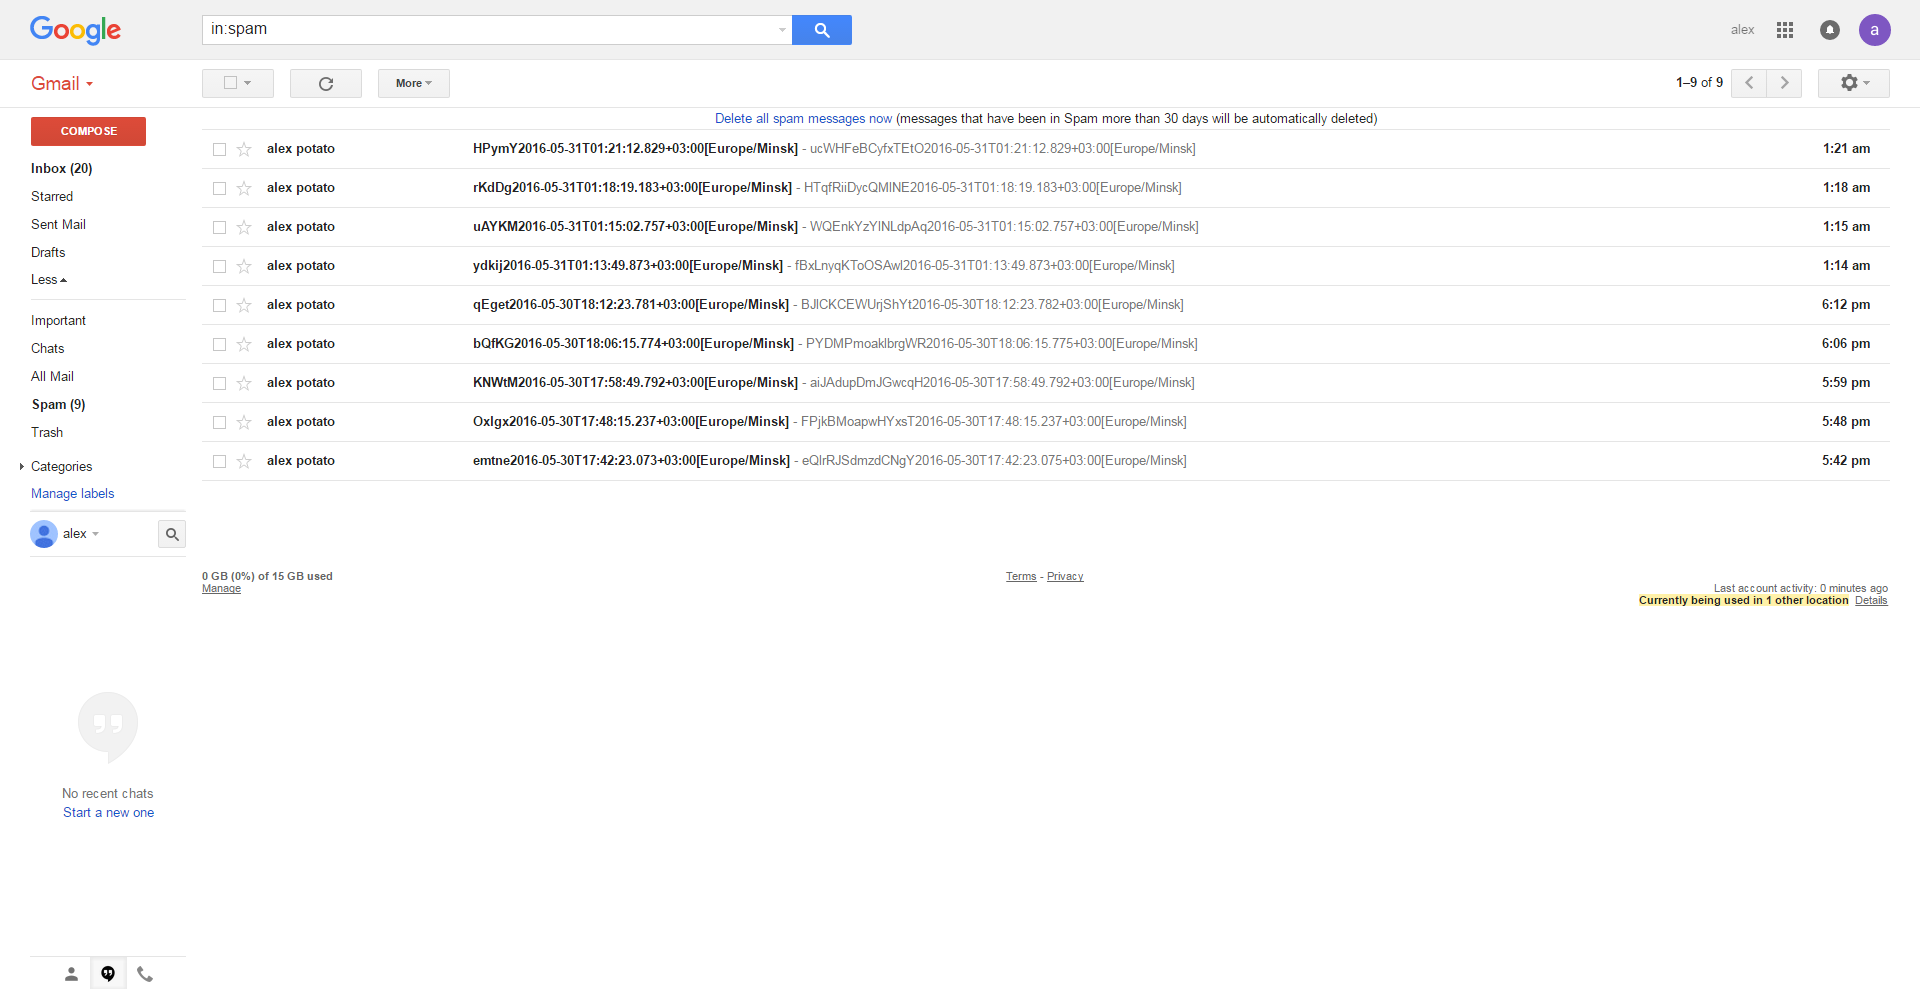 Google
in:spam
alex
a
Gmail
More
1–9 of 9
COMPOSE
Delete all spam messages now (messages that have been in Spam more than 30 days will be automatically deleted)
Inbox (20)
Starred
Sent Mail
Drafts
Less
Important
Chats
All Mail
Spam (9)
Trash
Categories
Manage labels
alex
alex potato HPymY2016-05-31T01:21:12.829+03:00[Europe/Minsk] - ucWHFeBCyfxTEtO2016-05-31T01:21:12.829+03:00[Europe/Minsk] 1:21 am
alex potato rKdDg2016-05-31T01:18:19.183+03:00[Europe/Minsk] - HTqfRiiDycQMINE2016-05-31T01:18:19.183+03:00[Europe/Minsk] 1:18 am
alex potato uAYKM2016-05-31T01:15:02.757+03:00[Europe/Minsk] - WQEnkYzYINLdpAq2016-05-31T01:15:02.757+03:00[Europe/Minsk] 1:15 am
alex potato ydkij2016-05-31T01:13:49.873+03:00[Europe/Minsk] - fBxLnyqKToOSAwl2016-05-31T01:13:49.873+03:00[Europe/Minsk] 1:14 am
alex potato qEget2016-05-30T18:12:23.781+03:00[Europe/Minsk] - BJlCKCEWUrjShYt2016-05-30T18:12:23.782+03:00[Europe/Minsk] 6:12 pm
alex potato bQfKG2016-05-30T18:06:15.774+03:00[Europe/Minsk] - PYDMPmoaklbrgWR2016-05-30T18:06:15.775+03:00[Europe/Minsk] 6:06 pm
alex potato KNWtM2016-05-30T17:58:49.792+03:00[Europe/Minsk] - aiJAdupDmJGwcqH2016-05-30T17:58:49.792+03:00[Europe/Minsk] 5:59 pm
alex potato Oxlgx2016-05-30T17:48:15.237+03:00[Europe/Minsk] - FPjkBMoapwHYxsT2016-05-30T17:48:15.237+03:00[Europe/Minsk] 5:48 pm
alex potato emtne2016-05-30T17:42:23.073+03:00[Europe/Minsk] - eQlrRJSdmzdCNgY2016-05-30T17:42:23.075+03:00[Europe/Minsk] 5:42 pm
0 GB (0%) of 15 GB used
Manage
Terms - Privacy
Last account activity: 0 minutes ago
Currently being used in 1 other location Details
No recent chats
Start a new one